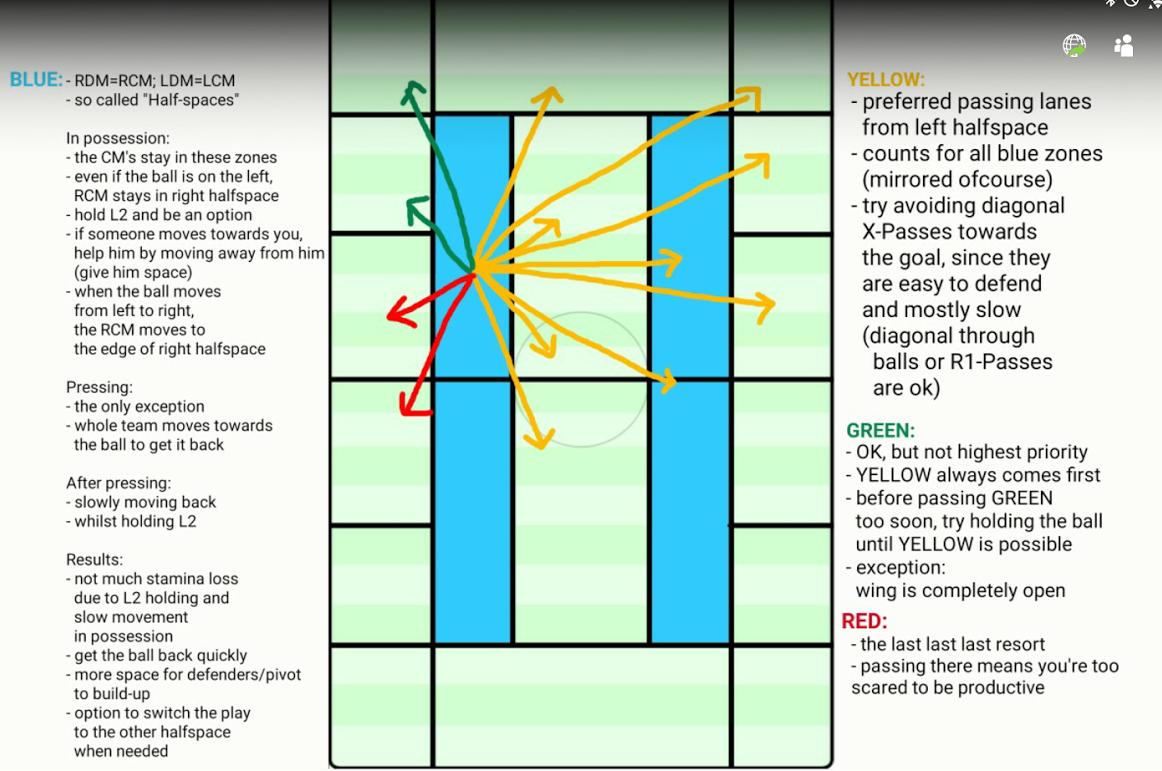 BLUE: - RDM=RCM; LDM=LCM
- so called "Half-spaces"
In possession:
- the CM's stay in these zones
- even if the ball is on the left,
RCM stays in right halfspace
- hold L2 and be an option
- if someone moves towards you,
help him by moving away from him
(give him space)
- when the ball moves
from left to right,
the RCM moves to
the edge of right halfspace
Pressing:
- the only exception
- whole team moves towards
the ball to get it back
After pressing:
- slowly moving back
- whilst holding L2
Results:
- not much stamina loss
due to L2 holding and
slow movement
in possession
- get the ball back quickly
- more space for defenders/pivot
to build-up
- option to switch the play
to the other halfspace
when needed
YELLOW:
- preferred passing lanes
from left halfspace
- counts for all blue zones
(mirrored ofcourse)
- try avoiding diagonal
X-Passes towards
the goal, since they
are easy to defend
and mostly slow
(diagonal through
balls or R1-Passes
are ok)
GREEN:
- OK, but not highest priority
- YELLOW always comes first
- before passing GREEN
too soon, try holding the ball
until YELLOW is possible
- exception:
wing is completely open
RED:
- the last last last resort
- passing there means you're too
scared to be productive